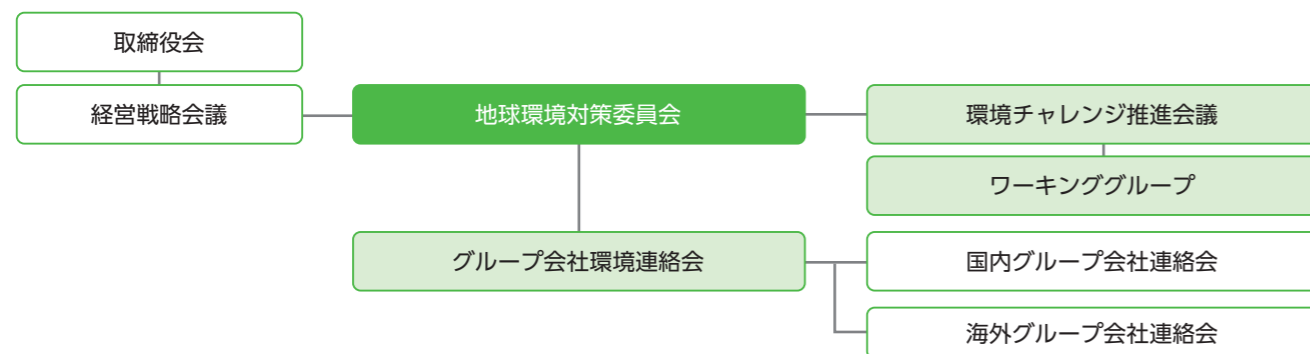 取締役会
経営戦略会議
地球環境対策委員会
環境チャレンジ推進会議
ワーキンググループ
グループ会社環境連絡会
国内グループ会社連絡会
海外グループ会社連絡会